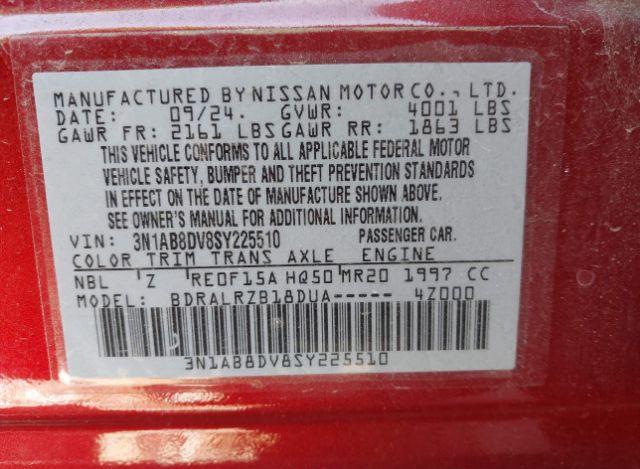 MANUFACTURED BY NISSAN MOTOR CO., LTD.
DATE: 09/24. GVWR: 4001 LBS
GAWR FR: 2161 LBS GAWR RR: 1863 LBS
THIS VEHICLE CONFORMS TO ALL APPLICABLE FEDERAL MOTOR
VEHICLE SAFETY, BUMPER AND THEFT PREVENTION STANDARDS
IN EFFECT ON THE DATE OF MANUFACTURE SHOWN ABOVE.
SEE OWNER'S MANUAL FOR ADDITIONAL INFORMATION.
VIN: 3N1AB8DV8SY225510 PASSENGER CAR.
COLOR TRIM TRANS AXLE ENGINE
NBL Z RE0F15A HQ50 MR20 1997 CC
MODEL BDRALRZB18DUA----- 4Z000
3N1AB8DV8SY225510